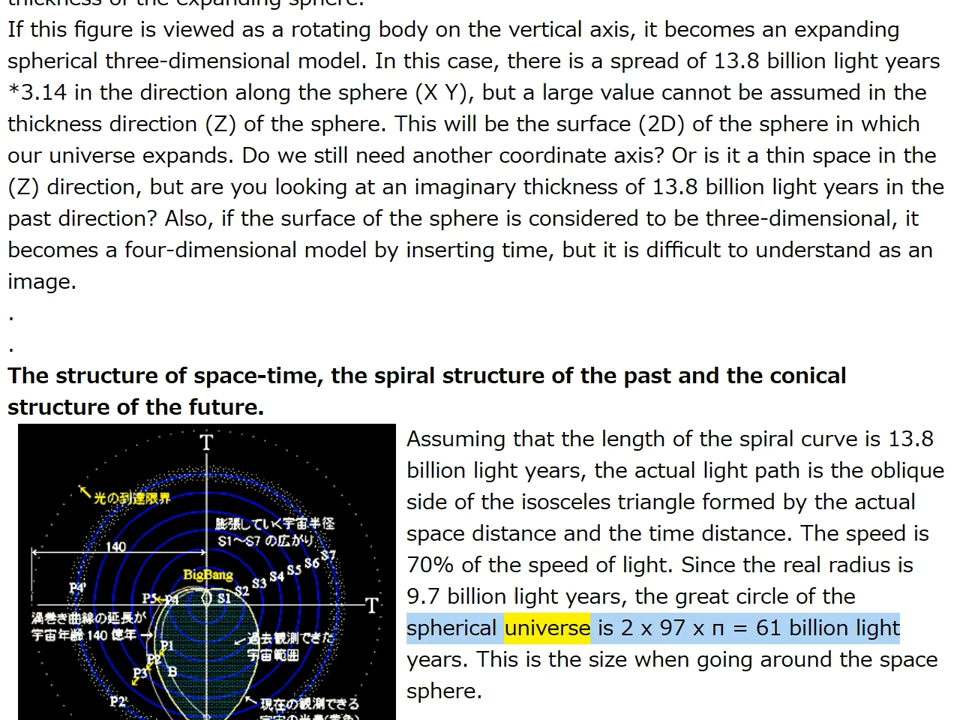 thickness of the expanding sphere.
If this figure is viewed as a rotating body on the vertical axis, it becomes an expanding
spherical three-dimensional model. In this case, there is a spread of 13.8 billion light years
*3.14 in the direction along the sphere (X Y), but a large value cannot be assumed in the
thickness direction (Z) of the sphere. This will be the surface (2D) of the sphere in which
our universe expands. Do we still need another coordinate axis? Or is it a thin space in the
(Z) direction, but are you looking at an imaginary thickness of 13.8 billion light years in the
past direction? Also, if the surface of the sphere is considered to be three-dimensional, it
becomes a four-dimensional model by inserting time, but it is difficult to understand as an
image.
.
.
The structure of space-time, the spiral structure of the past and the conical
structure of the future.
Assuming that the length of the spiral curve is 13.8
billion light years, the actual light path is the oblique
side of the isosceles triangle formed by the actual
space distance and the time distance. The speed is
70% of the speed of light. Since the real radius is
9.7 billion light years, the great circle of the
spherical universe is 2 x 97 x п = 61 billion light
years. This is the size when going around the space
sphere.
T
光の到達限界
膨張していく宇宙半径
S1～S7 の広がり
140
BigBang
O S1 S2 S3 S4 S5 S6 S7
P4'
P5 P4
T
渦巻き曲線の延長が
宇宙年齢 140 億年
過去観測できた
宇宙範囲
P1
P2
P3
B
P2'
現在の観測できる